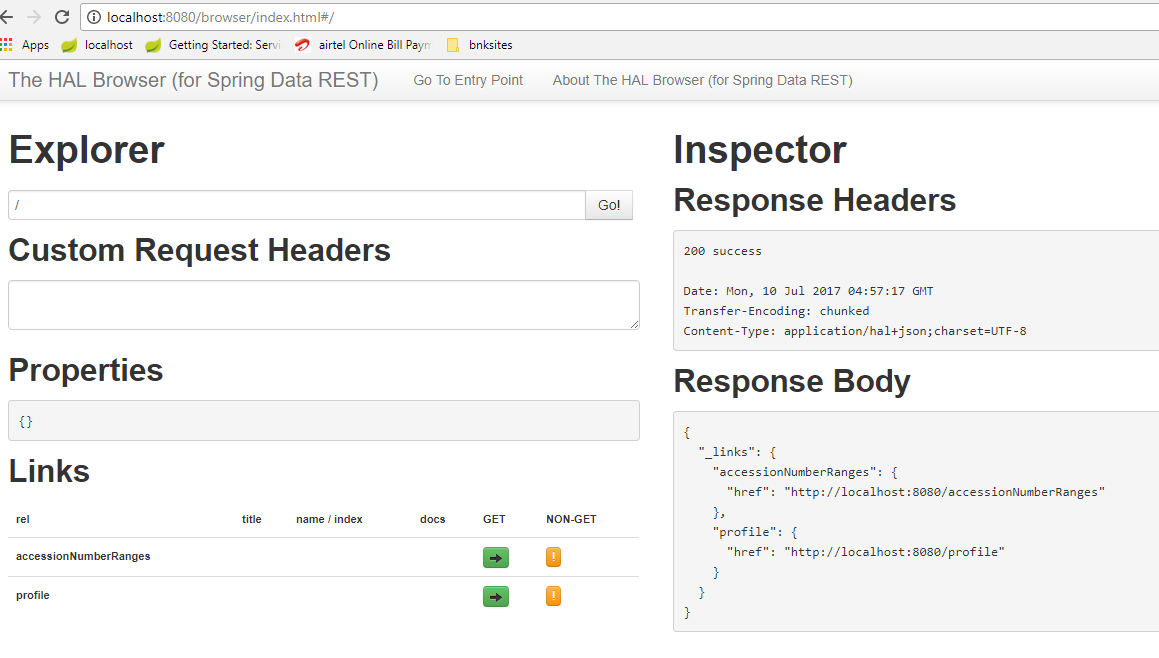 localhost:8080/browser/index.html#/
Apps localhost Getting Started: Servi airtel Online Bill Paym bnksites
The HAL Browser (for Spring Data REST) Go To Entry Point About The HAL Browser (for Spring Data REST)
Explorer
/ Go!
Custom Request Headers
Properties
{}
Links
rel title name / index docs GET NON-GET
accessionNumberRanges !
profile !
Inspector
Response Headers
200 success
Date: Mon, 10 Jul 2017 04:57:17 GMT
Transfer-Encoding: chunked
Content-Type: application/hal+json;charset=UTF-8
Response Body
{
"_links": {
"accessionNumberRanges": {
"href": "http://localhost:8080/accessionNumberRanges"
},
"profile": {
"href": "http://localhost:8080/profile"
}
}
}